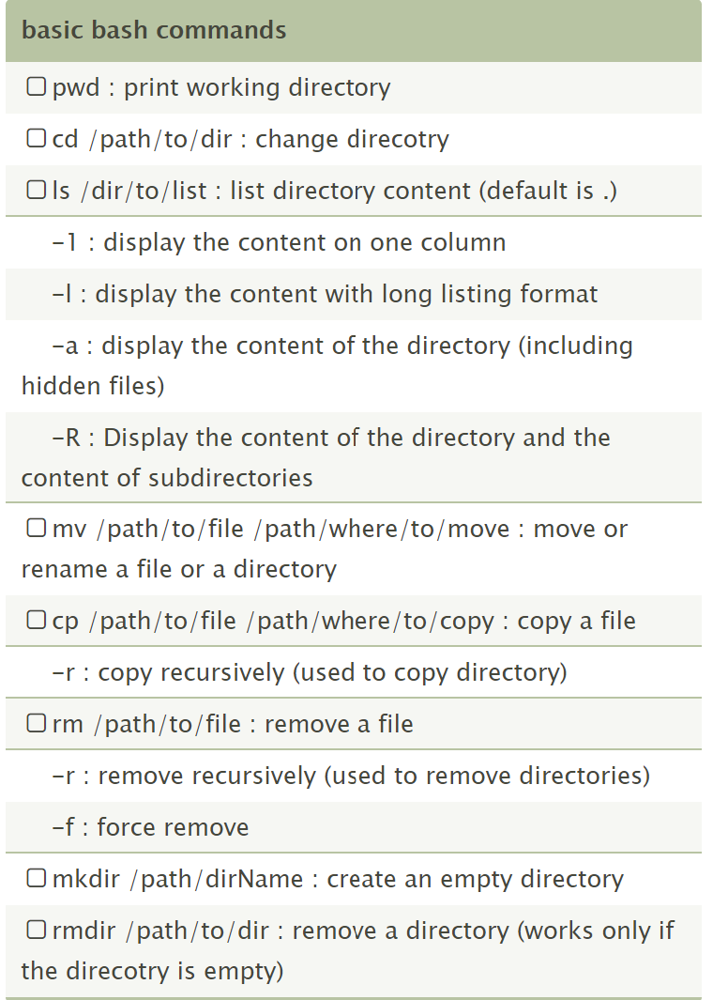 basic bash commands
▢ pwd : print working directory
▢ cd /path/to/dir : change direcotry
▢ ls /dir/to/list : list directory content (default is .)
-1 : display the content on one column
-l : display the content with long listing format
-a : display the content of the directory (including
hidden files)
-R : Display the content of the directory and the
content of subdirectories
▢ mv /path/to/file /path/where/to/move : move or
rename a file or a directory
▢ cp /path/to/file /path/where/to/copy : copy a file
-r : copy recursively (used to copy directory)
▢ rm /path/to/file : remove a file
-r : remove recursively (used to remove directories)
-f : force remove
▢ mkdir /path/dirName : create an empty directory
▢ rmdir /path/to/dir : remove a directory (works only if
the direcotry is empty)